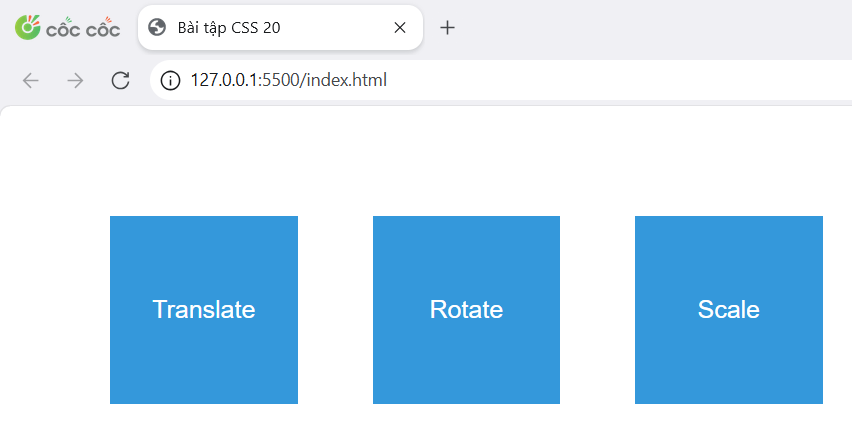 cốc cốc
Bài tập CSS 20
127.0.0.1:5500/index.html
Translate
Rotate
Scale